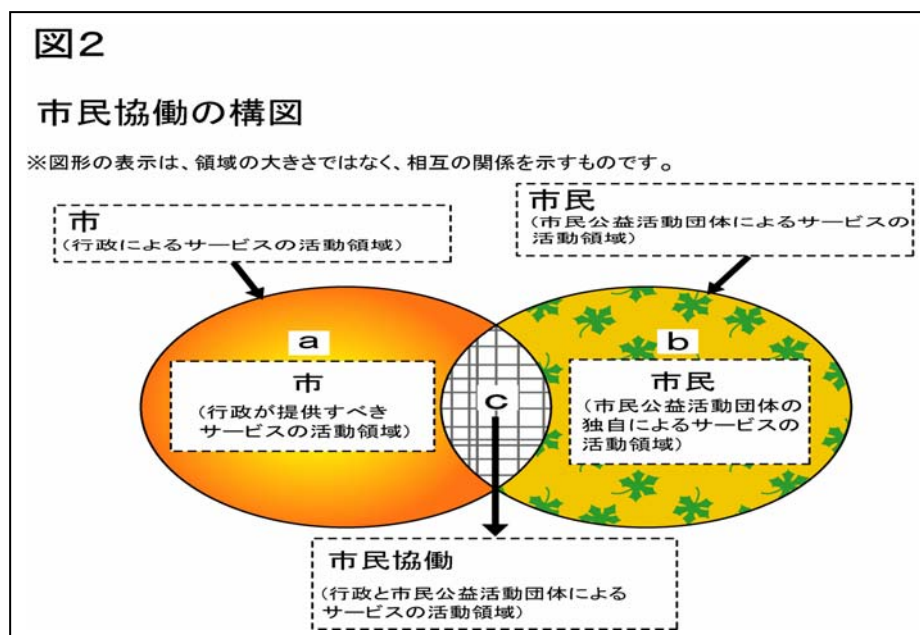 図2
市民協働の構図
※図形の表示は、領域の大きさではなく、相互の関係を示すものです。
市
(行政によるサービスの活動領域)
市民
(市民公益活動団体によるサービスの
活動領域)
a
市
(行政が提供すべき
サービスの活動領域)
c
b
市民
(市民公益活動団体の
独自によるサービスの
活動領域)
市民協働
(行政と市民公益活動団体による
サービスの活動領域)